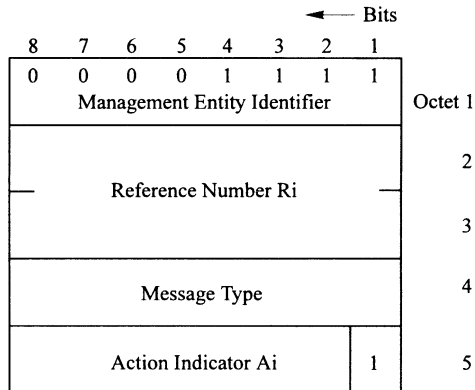 Bits
8 7 6 5 4 3 2 1
0 0 0 0 1 1 1 1
Management Entity Identifier Octet 1
2
Reference Number Ri
3
Message Type 4
Action Indicator Ai 1 5